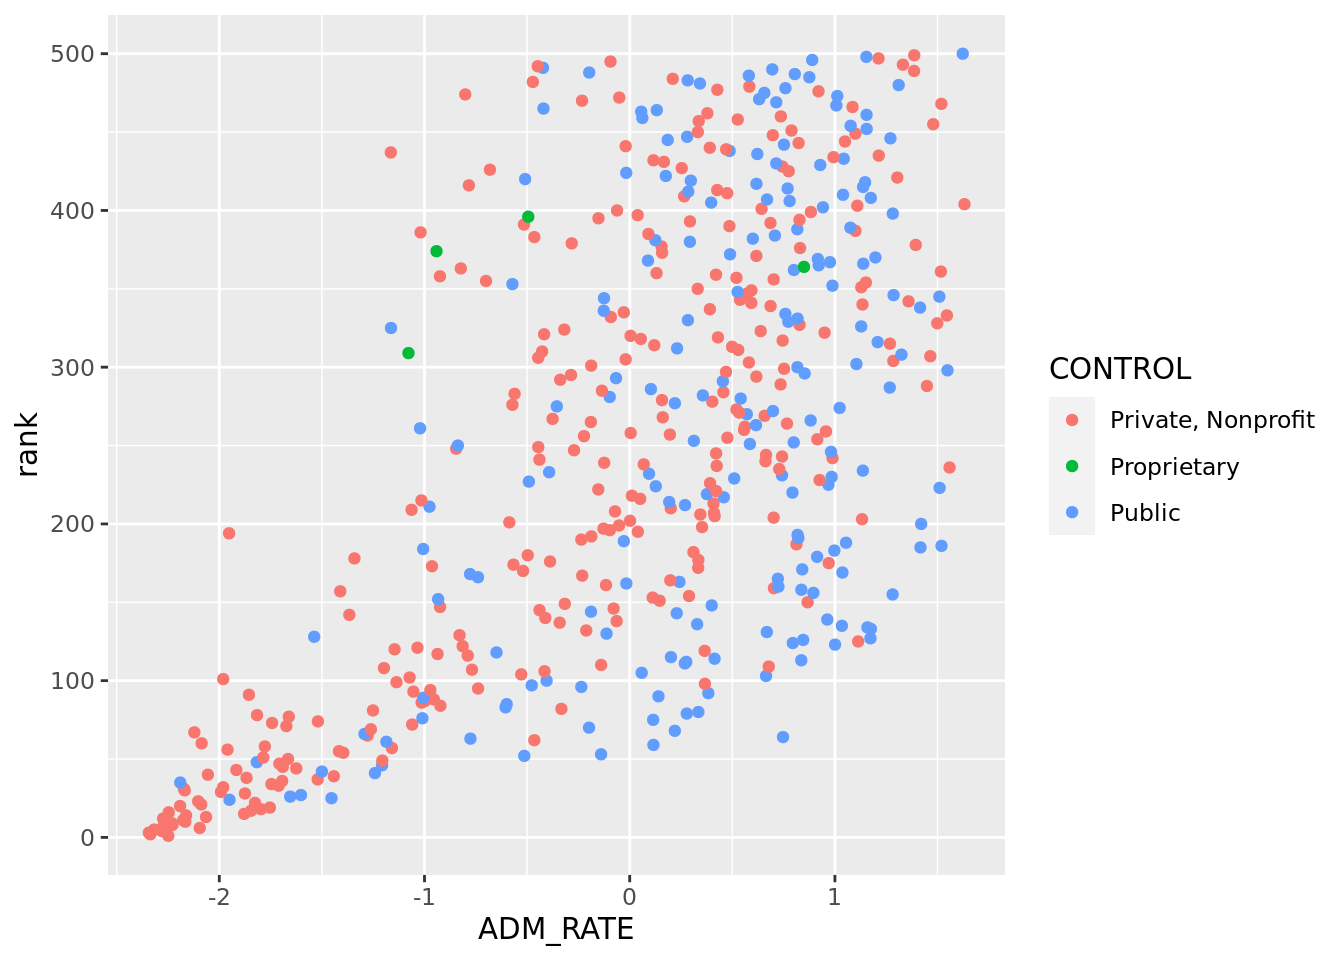 500
400
300
200
100
0
rank
-2
-1
0
1
ADM_RATE
CONTROL
Private, Nonprofit
Proprietary
Public